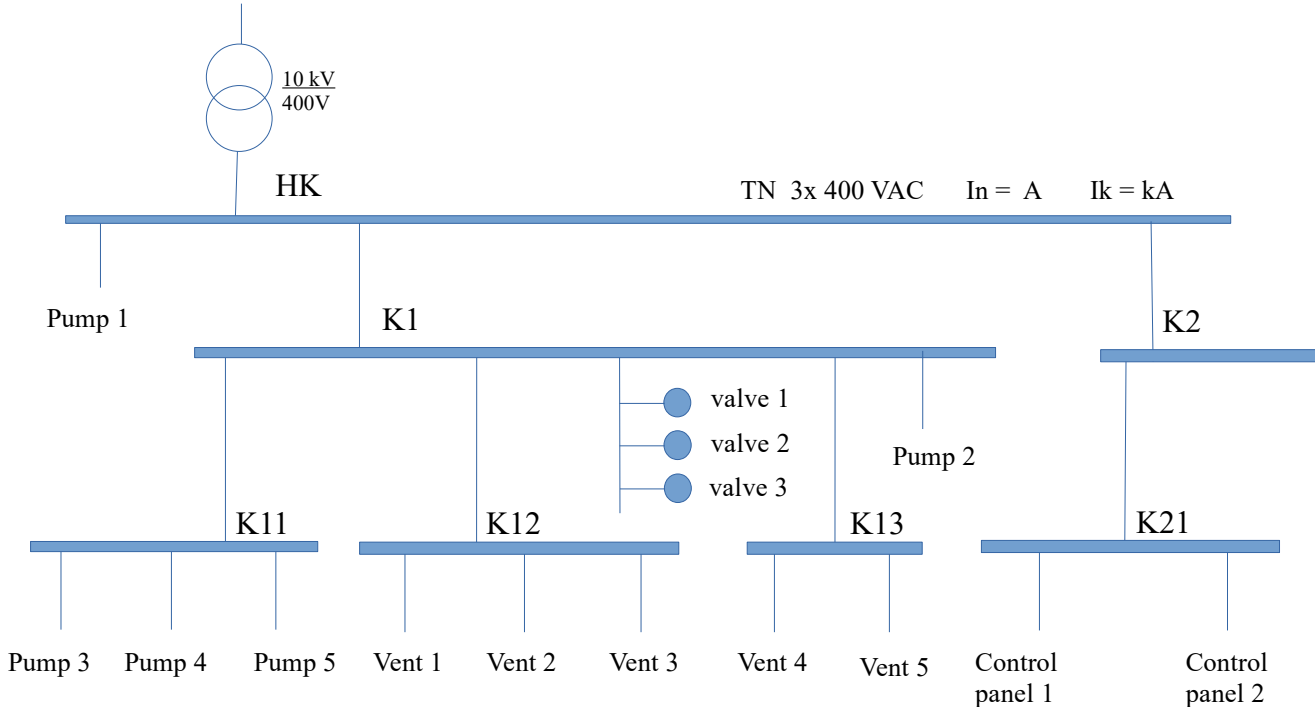 10 kV
400V
HK
TN 3x 400 VAC In = A Ik = kA
Pump 1
K1
K2
valve 1
valve 2
valve 3
Pump 2
K11
K12
K13
K21
Pump 3
Pump 4
Pump 5
Vent 1
Vent 2
Vent 3
Vent 4
Vent 5
Control
panel 1
Control
panel 2